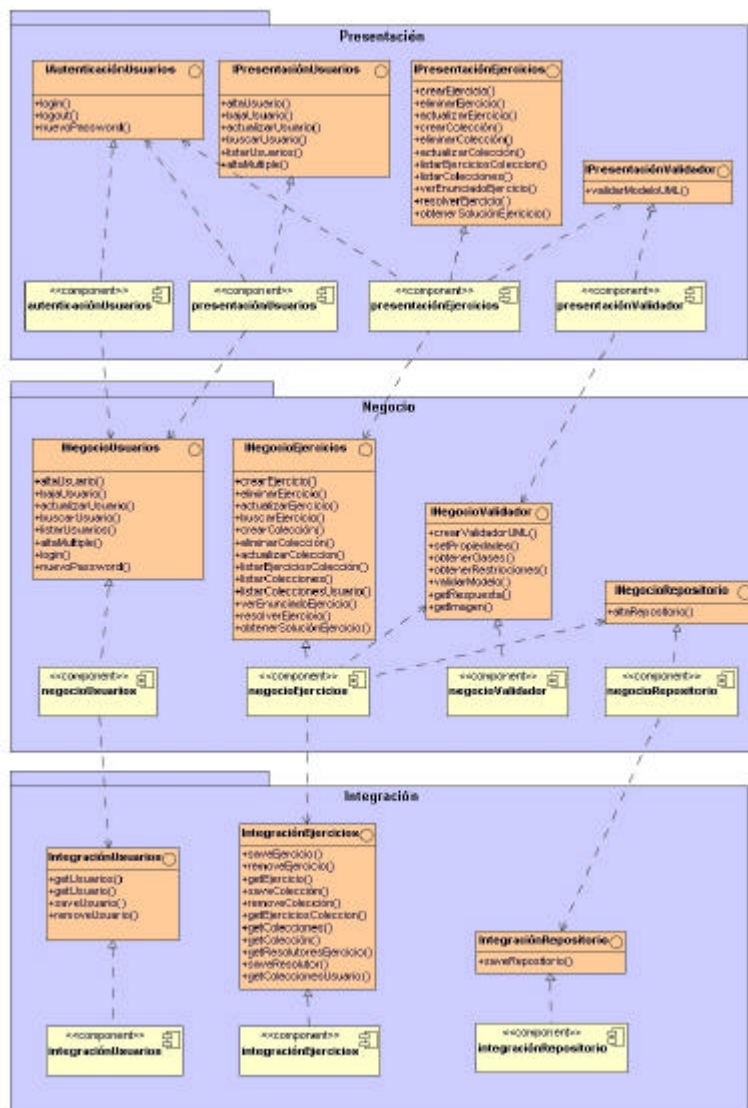 Presentación
IAutenticaciónUsuarios
+login()
+logout()
+nuevoPassword()
IPresentaciónUsuarios
+altaUsuario()
+bajaUsuario()
+actualizarUsuario()
+buscarUsuario()
+listarUsuarios()
+altaMultiple()
IPresentaciónEjercicios
+crearEjercicio()
+eliminarEjercicio()
+actualizarEjercicio()
+crearColección()
+eliminarColección()
+actualizarColección()
+listarEjerciciosColeccion()
+listarColecciones()
+verEnunciadoEjercicio()
+resolverEjercicio()
+obtenerSoluciónEjericicio()
IPresentaciónValidador
+validarModeloUML()
<<component>>
autenticaciónUsuarios
<<component>>
presentaciónUsuarios
<<component>>
presentaciónEjercicios
<<component>>
presentaciónValidador
Negocio
INegocioUsuarios
+altaUsuario()
+bajaUsuario()
+actualizarUsuario()
+buscarUsuario()
+listarUsuarios()
+altaMultiple()
+login()
+nuevoPassword()
INegocioEjercicios
+crearEjercicio()
+eliminarEjercicio()
+actualizarEjercicio()
+buscarEjercicio()
+crearColección()
+eliminarColección()
+actualizarColeccion()
+listarEjerciciosColección()
+listarColecciones()
+listarColeccionesUsuario()
+verEnunciadoEjercicio()
+resolverEjercicio()
+obtenerSoluciónEjercicio()
INegocioValidador
+crearValidadorUML()
+setPropiedades()
+obtenerClases()
+obtenerRestricciones()
+validarModelo()
+getRespuesta()
+getImagen()
INegocioRepositorio
+altaRepositorio()
<<component>>
negocioUsuarios
<<component>>
negocioEjercicios
<<component>>
negocioValidador
<<component>>
negocioRepositorio
Integración
IntegraciónUsuarios
+getUsuarios()
+getUsuario()
+saveUsuario()
+removeUsuario()
IntegraciónEjercicios
+saveEjercicio()
+removeEjercicio()
+getEjercicio()
+saveColección()
+removeColección()
+getEjerciciosColeccion()
+getColecciones()
+getColección()
+getResolutoresEjercicio()
+saveResolutor()
+getColeccionesUsuario()
IntegraciónRepositorio
+saveRepositorio()
<<component>>
integraciónUsuarios
<<component>>
integraciónEjercicios
<<component>>
integraciónRepositorio